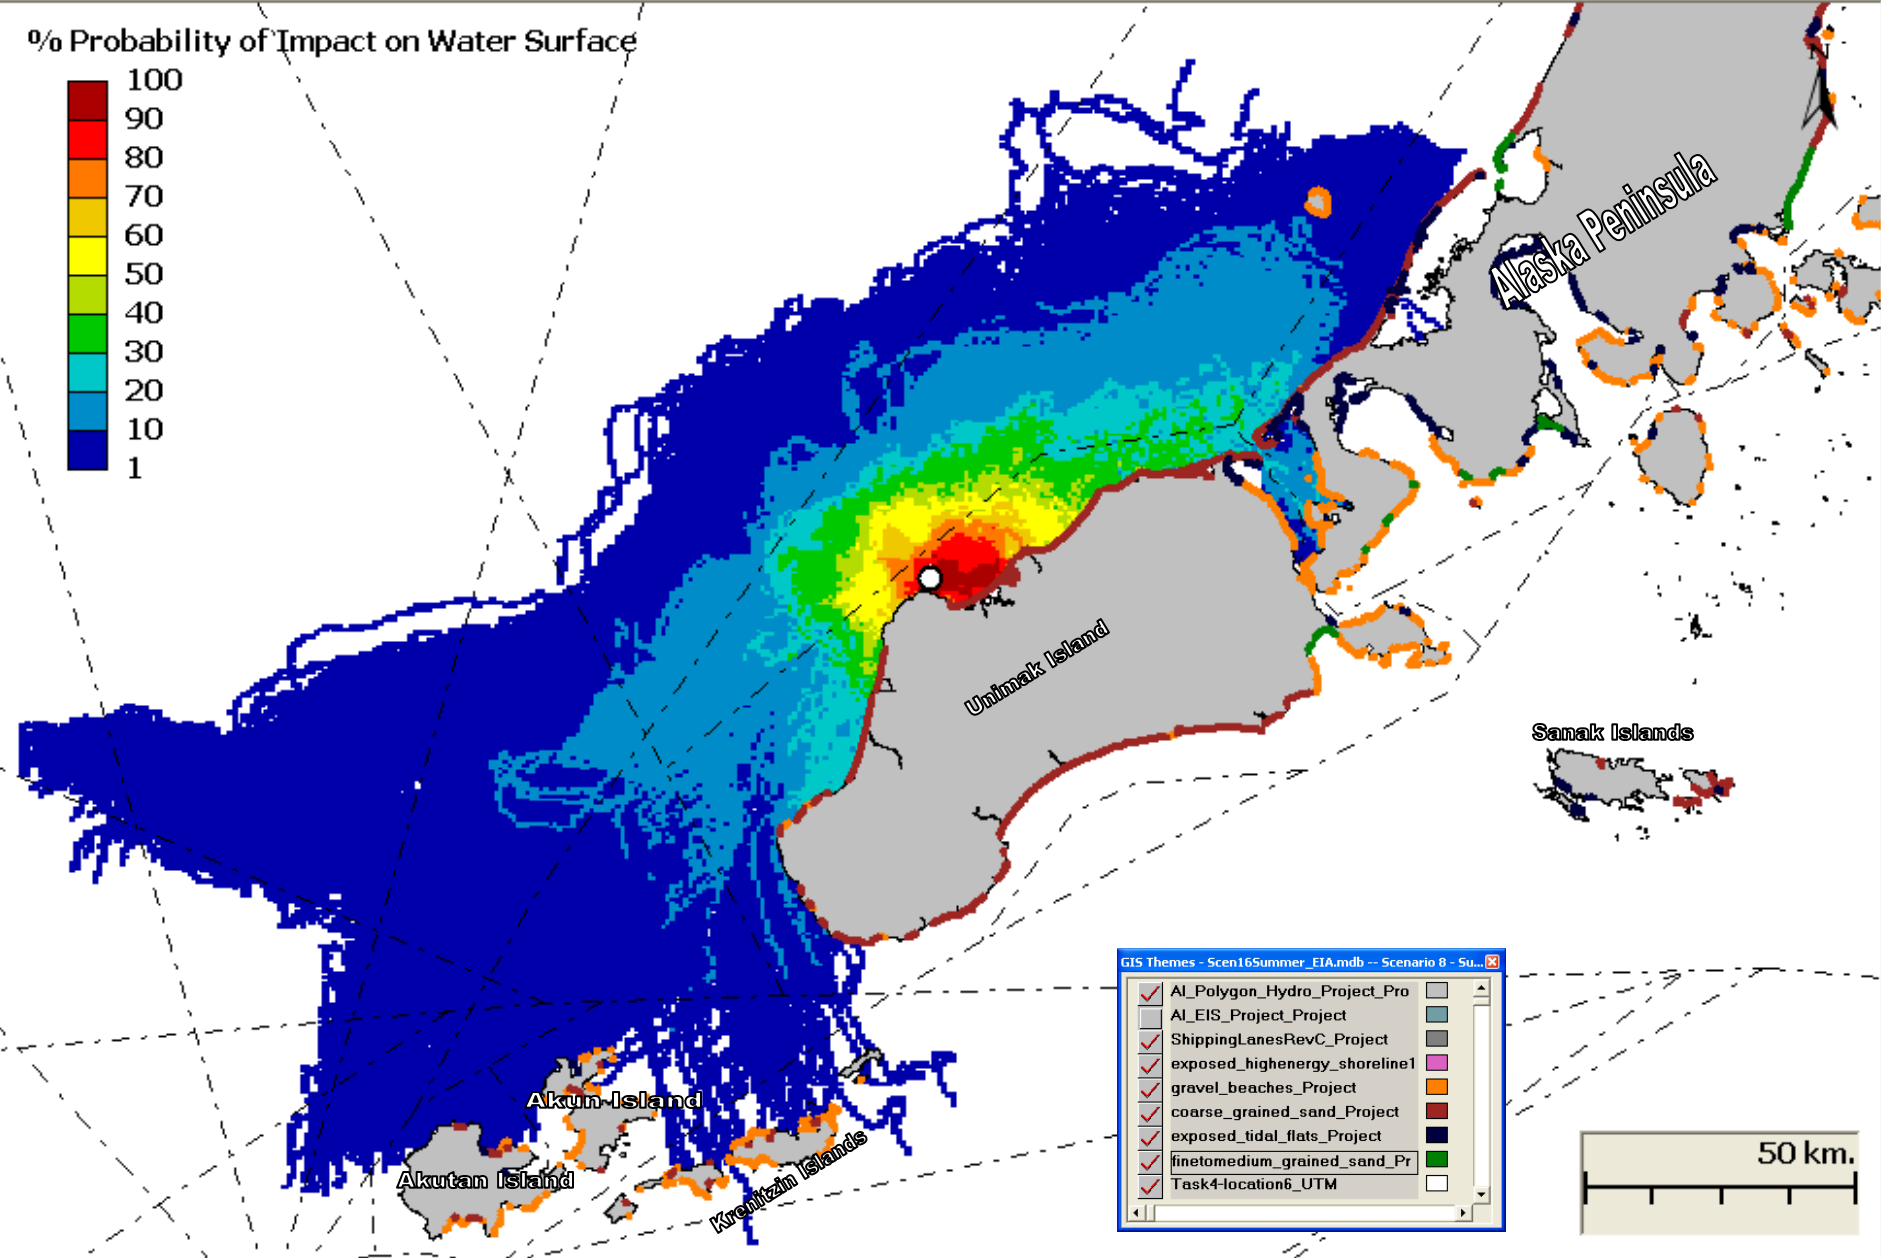 % Probability of Impact on Water Surface
100
90
80
70
60
50
40
30
20
10
1
N
Alaska Peninsula
Unimak Island
Sanak Islands
Akun Island
Akutan Island
Krenitzin Islands
GIS Themes - Scen16Summer_EIA.mdb -- Scenario 8 - Su...
AI_Polygon_Hydro_Project_Pro
AI_EIS_Project_Project
ShippingLanesRevC_Project
exposed_highenergy_shoreline1
gravel_beaches_Project
coarse_grained_sand_Project
exposed_tidal_flats_Project
finetomedium_grained_sand_Pr
Task4-location6_UTM
50 km.